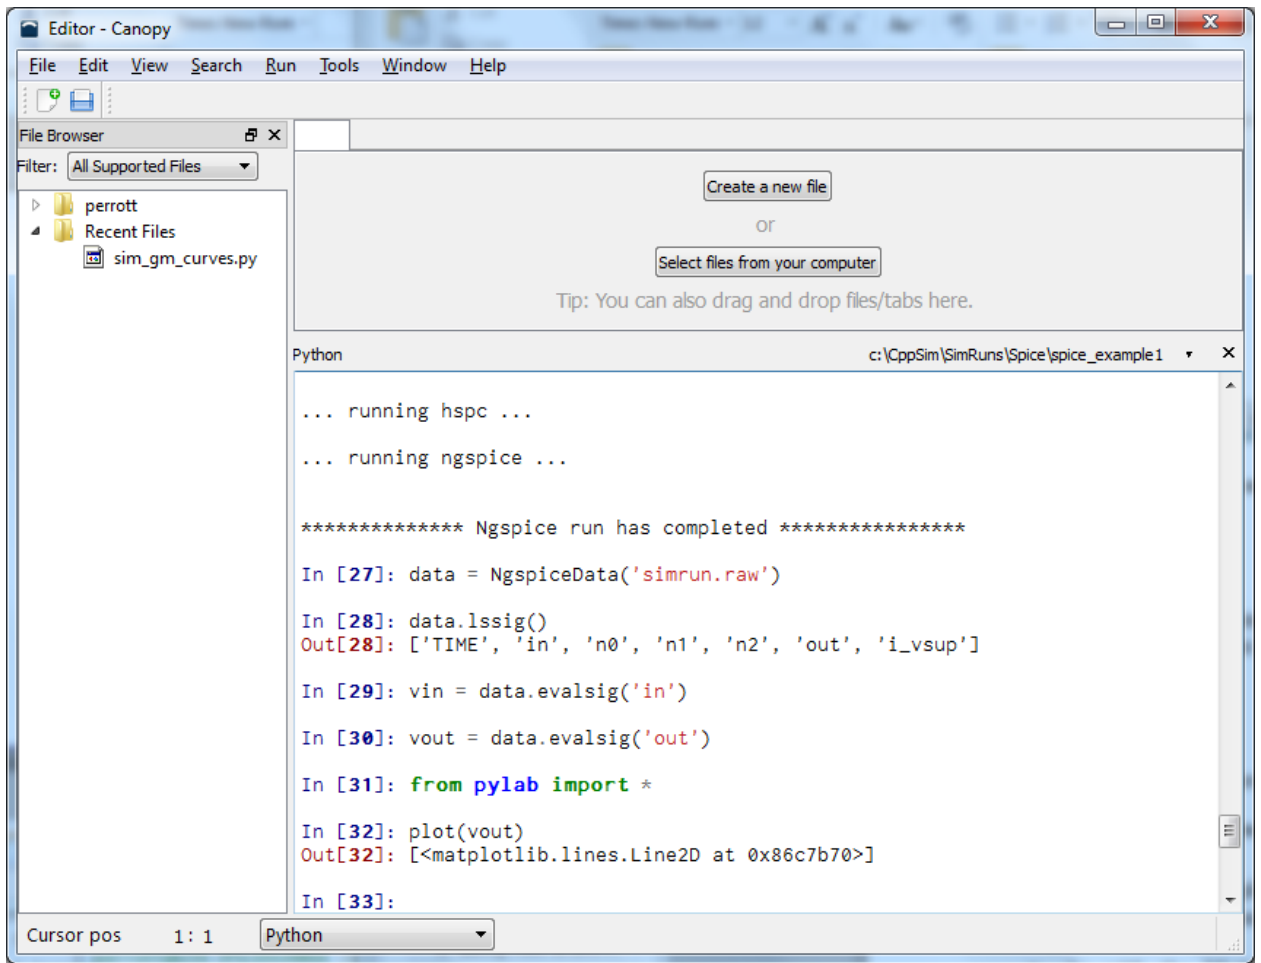 Editor - Canopy
File Edit View Search Run Tools Window Help
File Browser
Filter: All Supported Files
perrott
Recent Files
sim_gm_curves.py
Create a new file
or
Select files from your computer
Tip: You can also drag and drop files/tabs here.
Python c:\CppSim\SimRuns\Spice\spice_example1
... running hspc ...
... running ngspice ...
************** Ngspice run has completed ****************
In [27]: data = NgspiceData('simrun.raw')
In [28]: data.lssig()
Out[28]: ['TIME', 'in', 'n0', 'n1', 'n2', 'out', 'i_vsup']
In [29]: vin = data.evalsig('in')
In [30]: vout = data.evalsig('out')
In [31]: from pylab import *
In [32]: plot(vout)
Out[32]: [<matplotlib.lines.Line2D at 0x86c7b70>]
In [33]:
Cursor pos 1: 1 Python